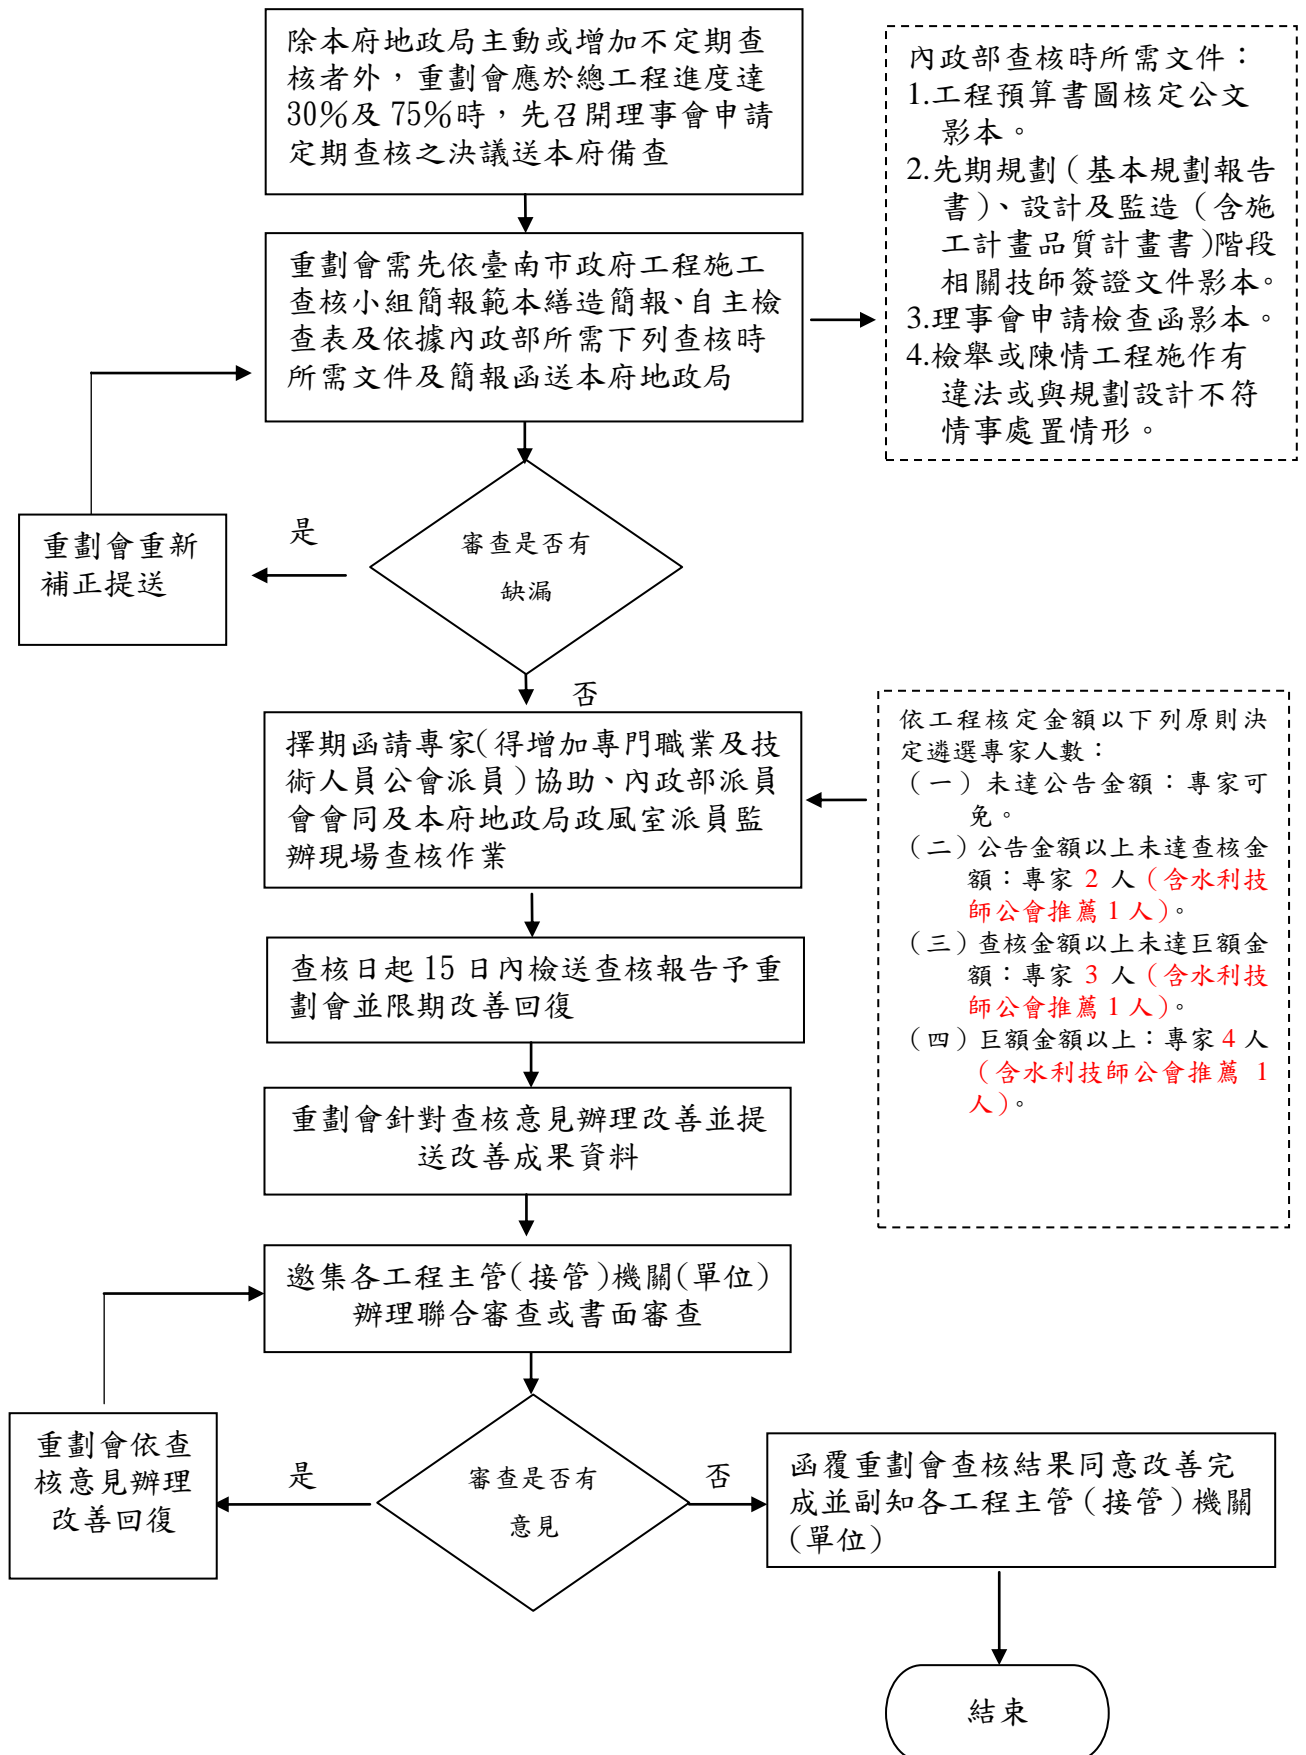 除本府地政局主動或增加不定期查
核者外，重劃會應於總工程進度達
30%及 75%時，先召開理事會申請
定期查核之決議送本府備查
內政部查核時所需文件：
1.工程預算書圖核定公文
影本。
2.先期規劃（基本規劃報告
書）、設計及監造（含施
工計畫品質計畫書）階段
相關技師簽證文件影本。
3.理事會申請檢查函影本。
4.檢舉或陳情工程施作有
違法或與規劃設計不符
情事處置情形。
重劃會需先依臺南市政府工程施工
查核小組簡報範本繕造簡報、自主檢
查表及依據內政部所需下列查核時
所需文件及簡報函送本府地政局
重劃會重新
補正提送
是
審查是否有
缺漏
否
擇期函請專家(得增加專門職業及技
術人員公會派員)協助、內政部派員
會會同及本府地政局政風室派員監
辦現場查核作業
依工程核定金額以下列原則決
定遴選專家人數：
（一）未達公告金額：專家可
免。
（二）公告金額以上未達查核金
額：專家 2 人（含水利技
師公會推薦 1 人）。
（三）查核金額以上未達巨額金
額：專家 3 人（含水利技
師公會推薦 1 人）。
（四）巨額金額以上：專家 4 人
（含水利技師公會推薦 1
人）。
查核日起 15 日內檢送查核報告予重
劃會並限期改善回復
重劃會針對查核意見辦理改善並提
送改善成果資料
邀集各工程主管(接管)機關(單位)
辦理聯合審查或書面審查
重劃會依查
核意見辦理
改善回復
是
審查是否有
意見
否
函覆重劃會查核結果同意改善完
成並副知各工程主管（接管）機關
(單位)
結束